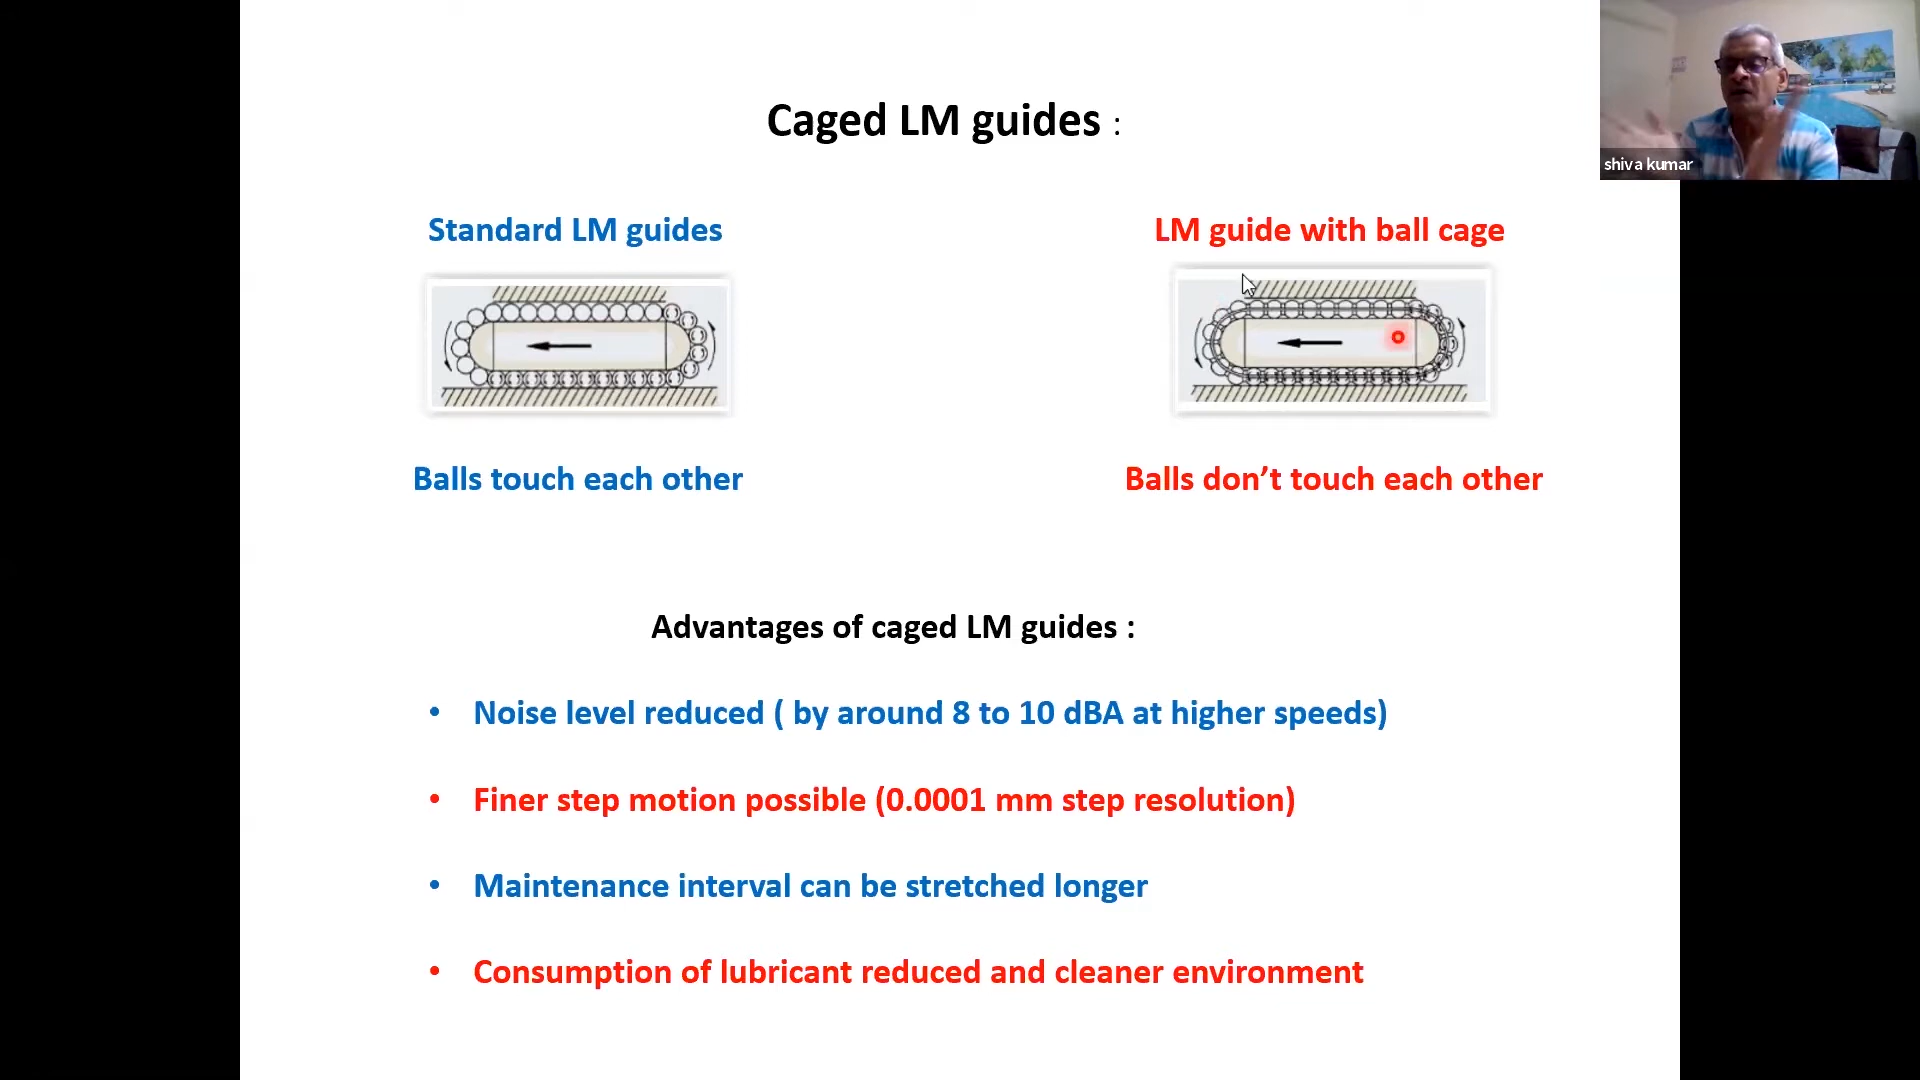 Caged LM guides :
shiva kumar
Standard LM guides
LM guide with ball cage
Balls touch each other
Balls don’t touch each other
Advantages of caged LM guides :
• Noise level reduced ( by around 8 to 10 dBA at higher speeds)
• Finer step motion possible (0.0001 mm step resolution)
• Maintenance interval can be stretched longer
• Consumption of lubricant reduced and cleaner environment